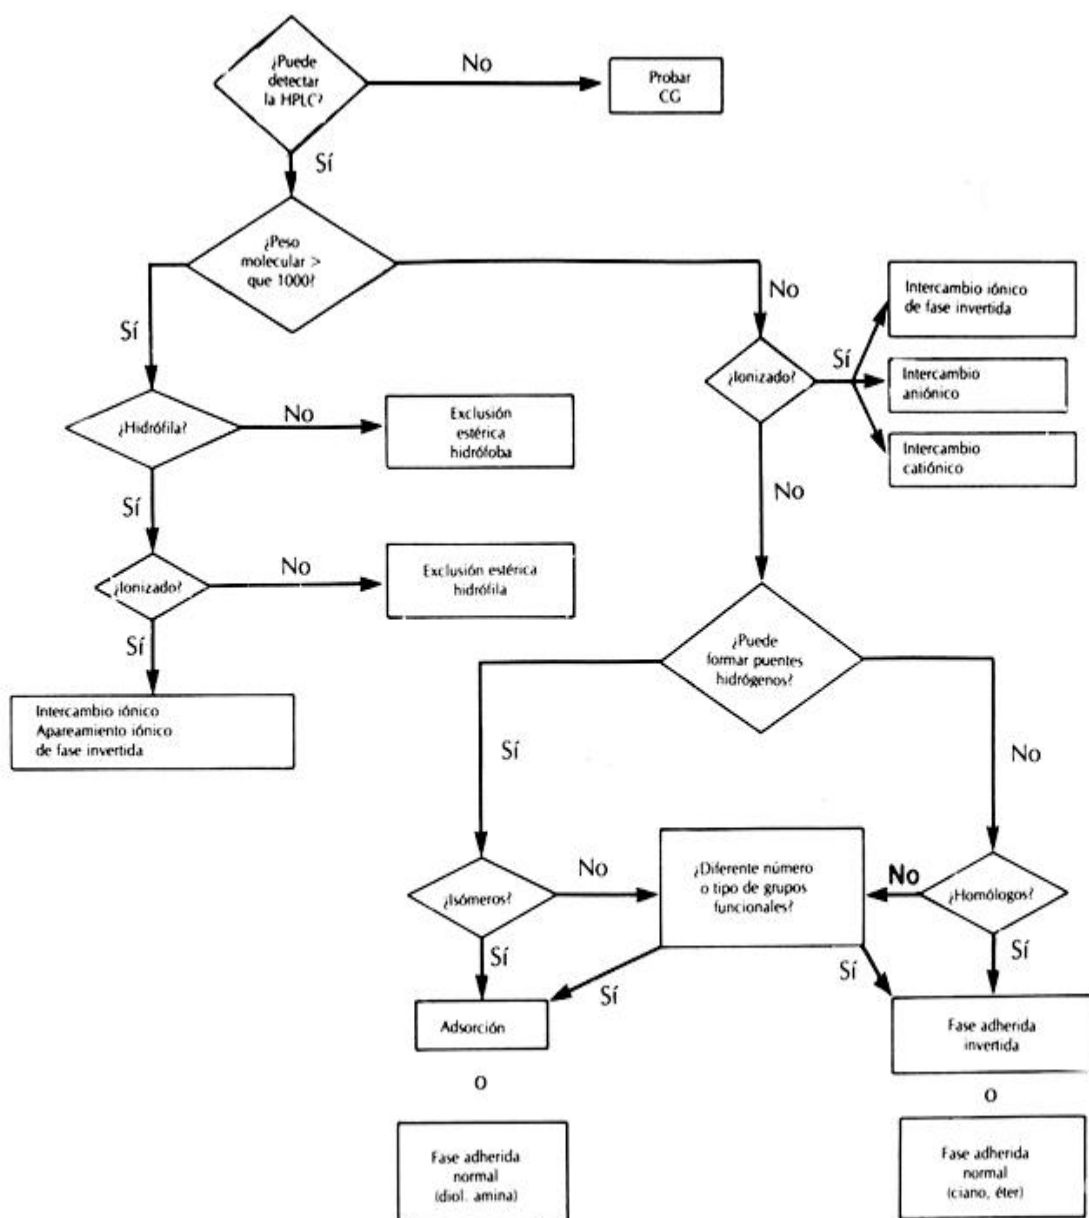 ¿Puede
detectar
la HPLC?
No
Probar
CG
Sí
¿Peso
molecular >
que 1000?
Sí
No
¿Hidrófila?
No
Exclusión
estérica
hidrófoba
¿Ionizado?
Sí
Intercambio iónico
de fase invertida
Intercambio
aniónico
Intercambio
catiónico
Sí
No
¿Ionizado?
No
Exclusión estérica
hidrófila
Sí
Intercambio iónico
Apareamiento iónico
de fase invertida
¿Puede
formar puentes
hidrógenos?
Sí
No
¿Isómeros?
No
¿Diferente número
o tipo de grupos
funcionales?
No
¿Homólogos?
Sí
Sí
Sí
Sí
Adsorción
o
Fase adherida
normal
(diol. amina)
Fase adherida
invertida
o
Fase adherida
normal
(ciano, éter)